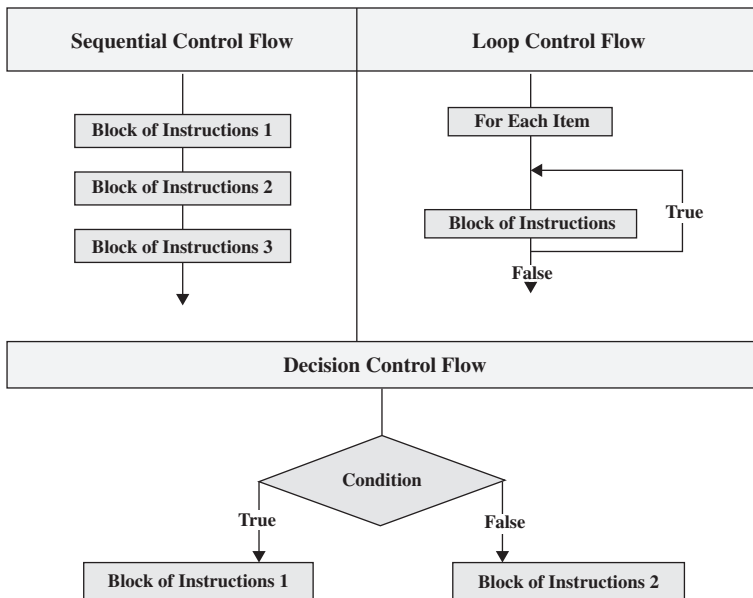 Sequential Control Flow
Block of Instructions 1
Block of Instructions 2
Block of Instructions 3
Loop Control Flow
For Each Item
True
Block of Instructions
False
Decision Control Flow
Condition
True
False
Block of Instructions 1
Block of Instructions 2